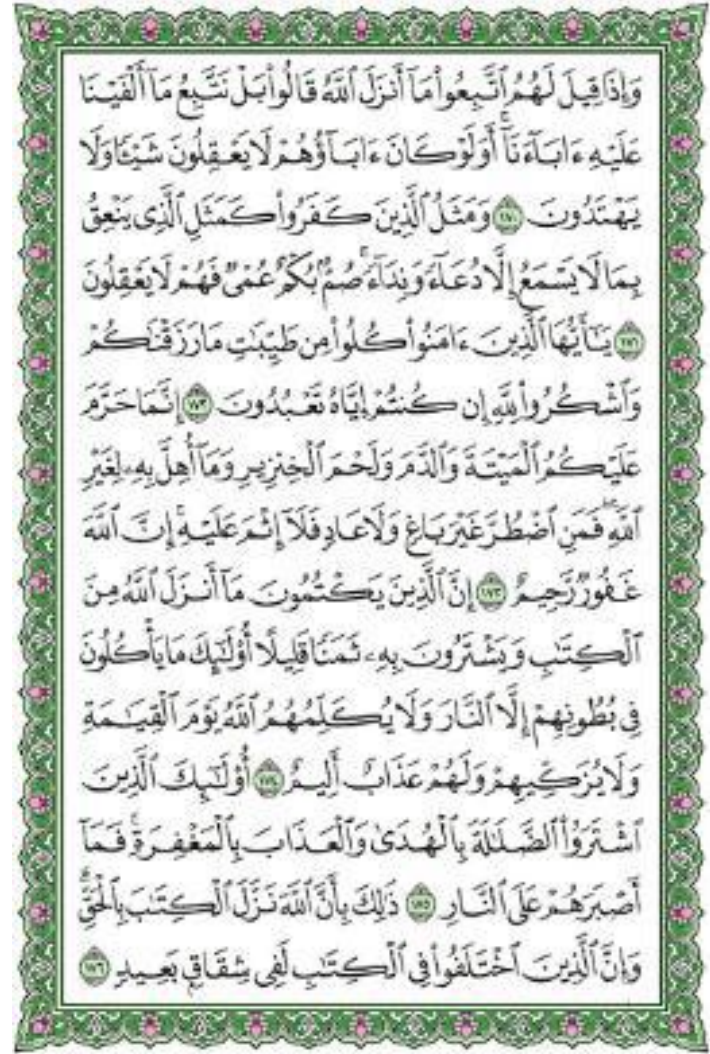 وَإِذَا قِيلَ لَهُمُ ٱتَّبِعُوا۟ مَآ أَنزَلَ ٱللَّهُ قَالُوا۟ بَلْ نَتَّبِعُ مَآ أَلْفَيْنَا
عَلَيْهِ ءَابَآءَنَآ ۗ أَوَلَوْ كَانَ ءَابَآؤُهُمْ لَا يَعْقِلُونَ شَيْـًٔا وَلَا
يَهْتَدُونَ ١٧٠ وَمَثَلُ ٱلَّذِينَ كَفَرُوا۟ كَمَثَلِ ٱلَّذِى يَنْعِقُ
بِمَا لَا يَسْمَعُ إِلَّا دُعَآءً وَنِدَآءً ۚ صُمٌّۢ بُكْمٌ عُمْىٌ فَهُمْ لَا يَعْقِلُونَ
١٧١ يَـٰٓأَيُّهَا ٱلَّذِينَ ءَامَنُوا۟ كُلُوا۟ مِن طَيِّبَـٰتِ مَا رَزَقْنَـٰكُمْ
وَٱشْكُرُوا۟ لِلَّهِ إِن كُنتُمْ إِيَّاهُ تَعْبُدُونَ ١٧٢ إِنَّمَا حَرَّمَ
عَلَيْكُمُ ٱلْمَيْتَةَ وَٱلدَّمَ وَلَحْمَ ٱلْخِنزِيرِ وَمَآ أُهِلَّ بِهِۦ لِغَيْرِ
ٱللَّهِ ۖ فَمَنِ ٱضْطُرَّ غَيْرَ بَاغٍ وَلَا عَادٍ فَلَآ إِثْمَ عَلَيْهِ ۚ إِنَّ ٱللَّهَ
غَفُورٌ رَّحِيمٌ ١٧٣ إِنَّ ٱلَّذِينَ يَكْتُمُونَ مَآ أَنزَلَ ٱللَّهُ مِنَ
ٱلْكِتَـٰبِ وَيَشْتَرُونَ بِهِۦ ثَمَنًا قَلِيلًا ۙ أُو۟لَـٰٓئِكَ مَا يَأْكُلُونَ
فِى بُطُونِهِمْ إِلَّا ٱلنَّارَ وَلَا يُكَلِّمُهُمُ ٱللَّهُ يَوْمَ ٱلْقِيَـٰمَةِ
وَلَا يُزَكِّيهِمْ وَلَهُمْ عَذَابٌ أَلِيمٌ ١٧٤ أُو۟لَـٰٓئِكَ ٱلَّذِينَ
ٱشْتَرَوُا۟ ٱلضَّلَـٰلَةَ بِٱلْهُدَىٰ وَٱلْعَذَابَ بِٱلْمَغْفِرَةِ ۚ فَمَآ
أَصْبَرَهُمْ عَلَى ٱلنَّارِ ١٧٥ ذَٰلِكَ بِأَنَّ ٱللَّهَ نَزَّلَ ٱلْكِتَـٰبَ بِٱلْحَقِّ ۗ
وَإِنَّ ٱلَّذِينَ ٱخْتَلَفُوا۟ فِى ٱلْكِتَـٰبِ لَفِى شِقَاقٍۭ بَعِيدٍ ١٧٦